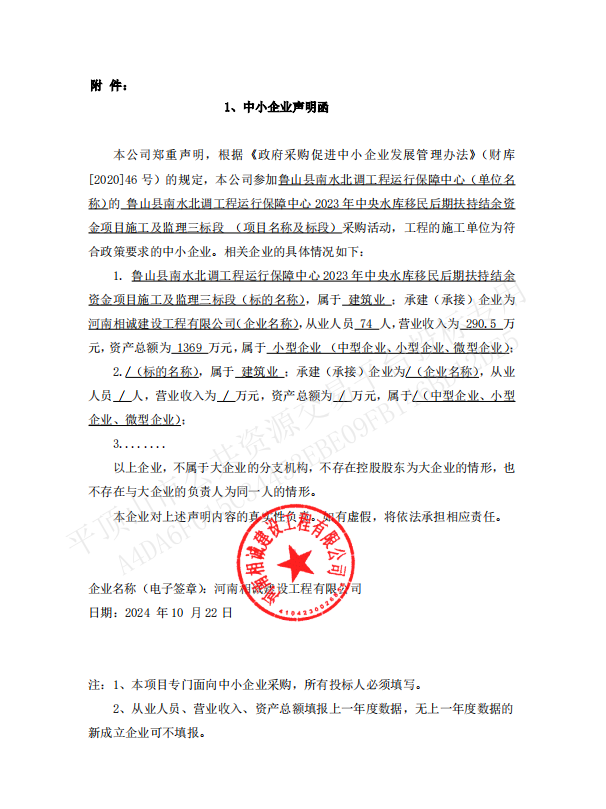 附 件：
1、中小企业声明函
本公司郑重声明，根据《政府采购促进中小企业发展管理办法》（财库
[2020]46 号）的规定，本公司参加鲁山县南水北调工程运行保障中心（单位名
称）的 鲁山县南水北调工程运行保障中心 2023 年中央水库移民后期扶持结余资
金项目施工及监理三标段 （项目名称及标段）采购活动，工程的施工单位为符
合政策要求的中小企业。相关企业的具体情况如下：
1. 鲁山县南水北调工程运行保障中心 2023 年中央水库移民后期扶持结余
资金项目施工及监理三标段（标的名称），属于 建筑业 ；承建（承接）企业为
河南相诚建设工程有限公司（企业名称），从业人员 74 人，营业收入为 290.5 万
元，资产总额为 1369 万元，属于 小型企业 （中型企业、小型企业、微型企业）；
2./（标的名称），属于 建筑业 ；承建（承接）企业为/（企业名称），从业
人员 / 人，营业收入为 / 万元，资产总额为 / 万元，属于/（中型企业、小型
企业、微型企业）；
3........
以上企业，不属于大企业的分支机构，不存在控股股东为大企业的情形，也
不存在与大企业的负责人为同一人的情形。
本企业对上述声明内容的真实性负责。如有虚假，将依法承担相应责任。
企业名称（电子签章）：河南相诚建设工程有限公司
日期：2024 年 10 月 22 日
注：1、本项目专门面向中小企业采购，所有投标人必须填写。
2、从业人员、营业收入、资产总额填报上一年度数据，无上一年度数据的
新成立企业可不填报。